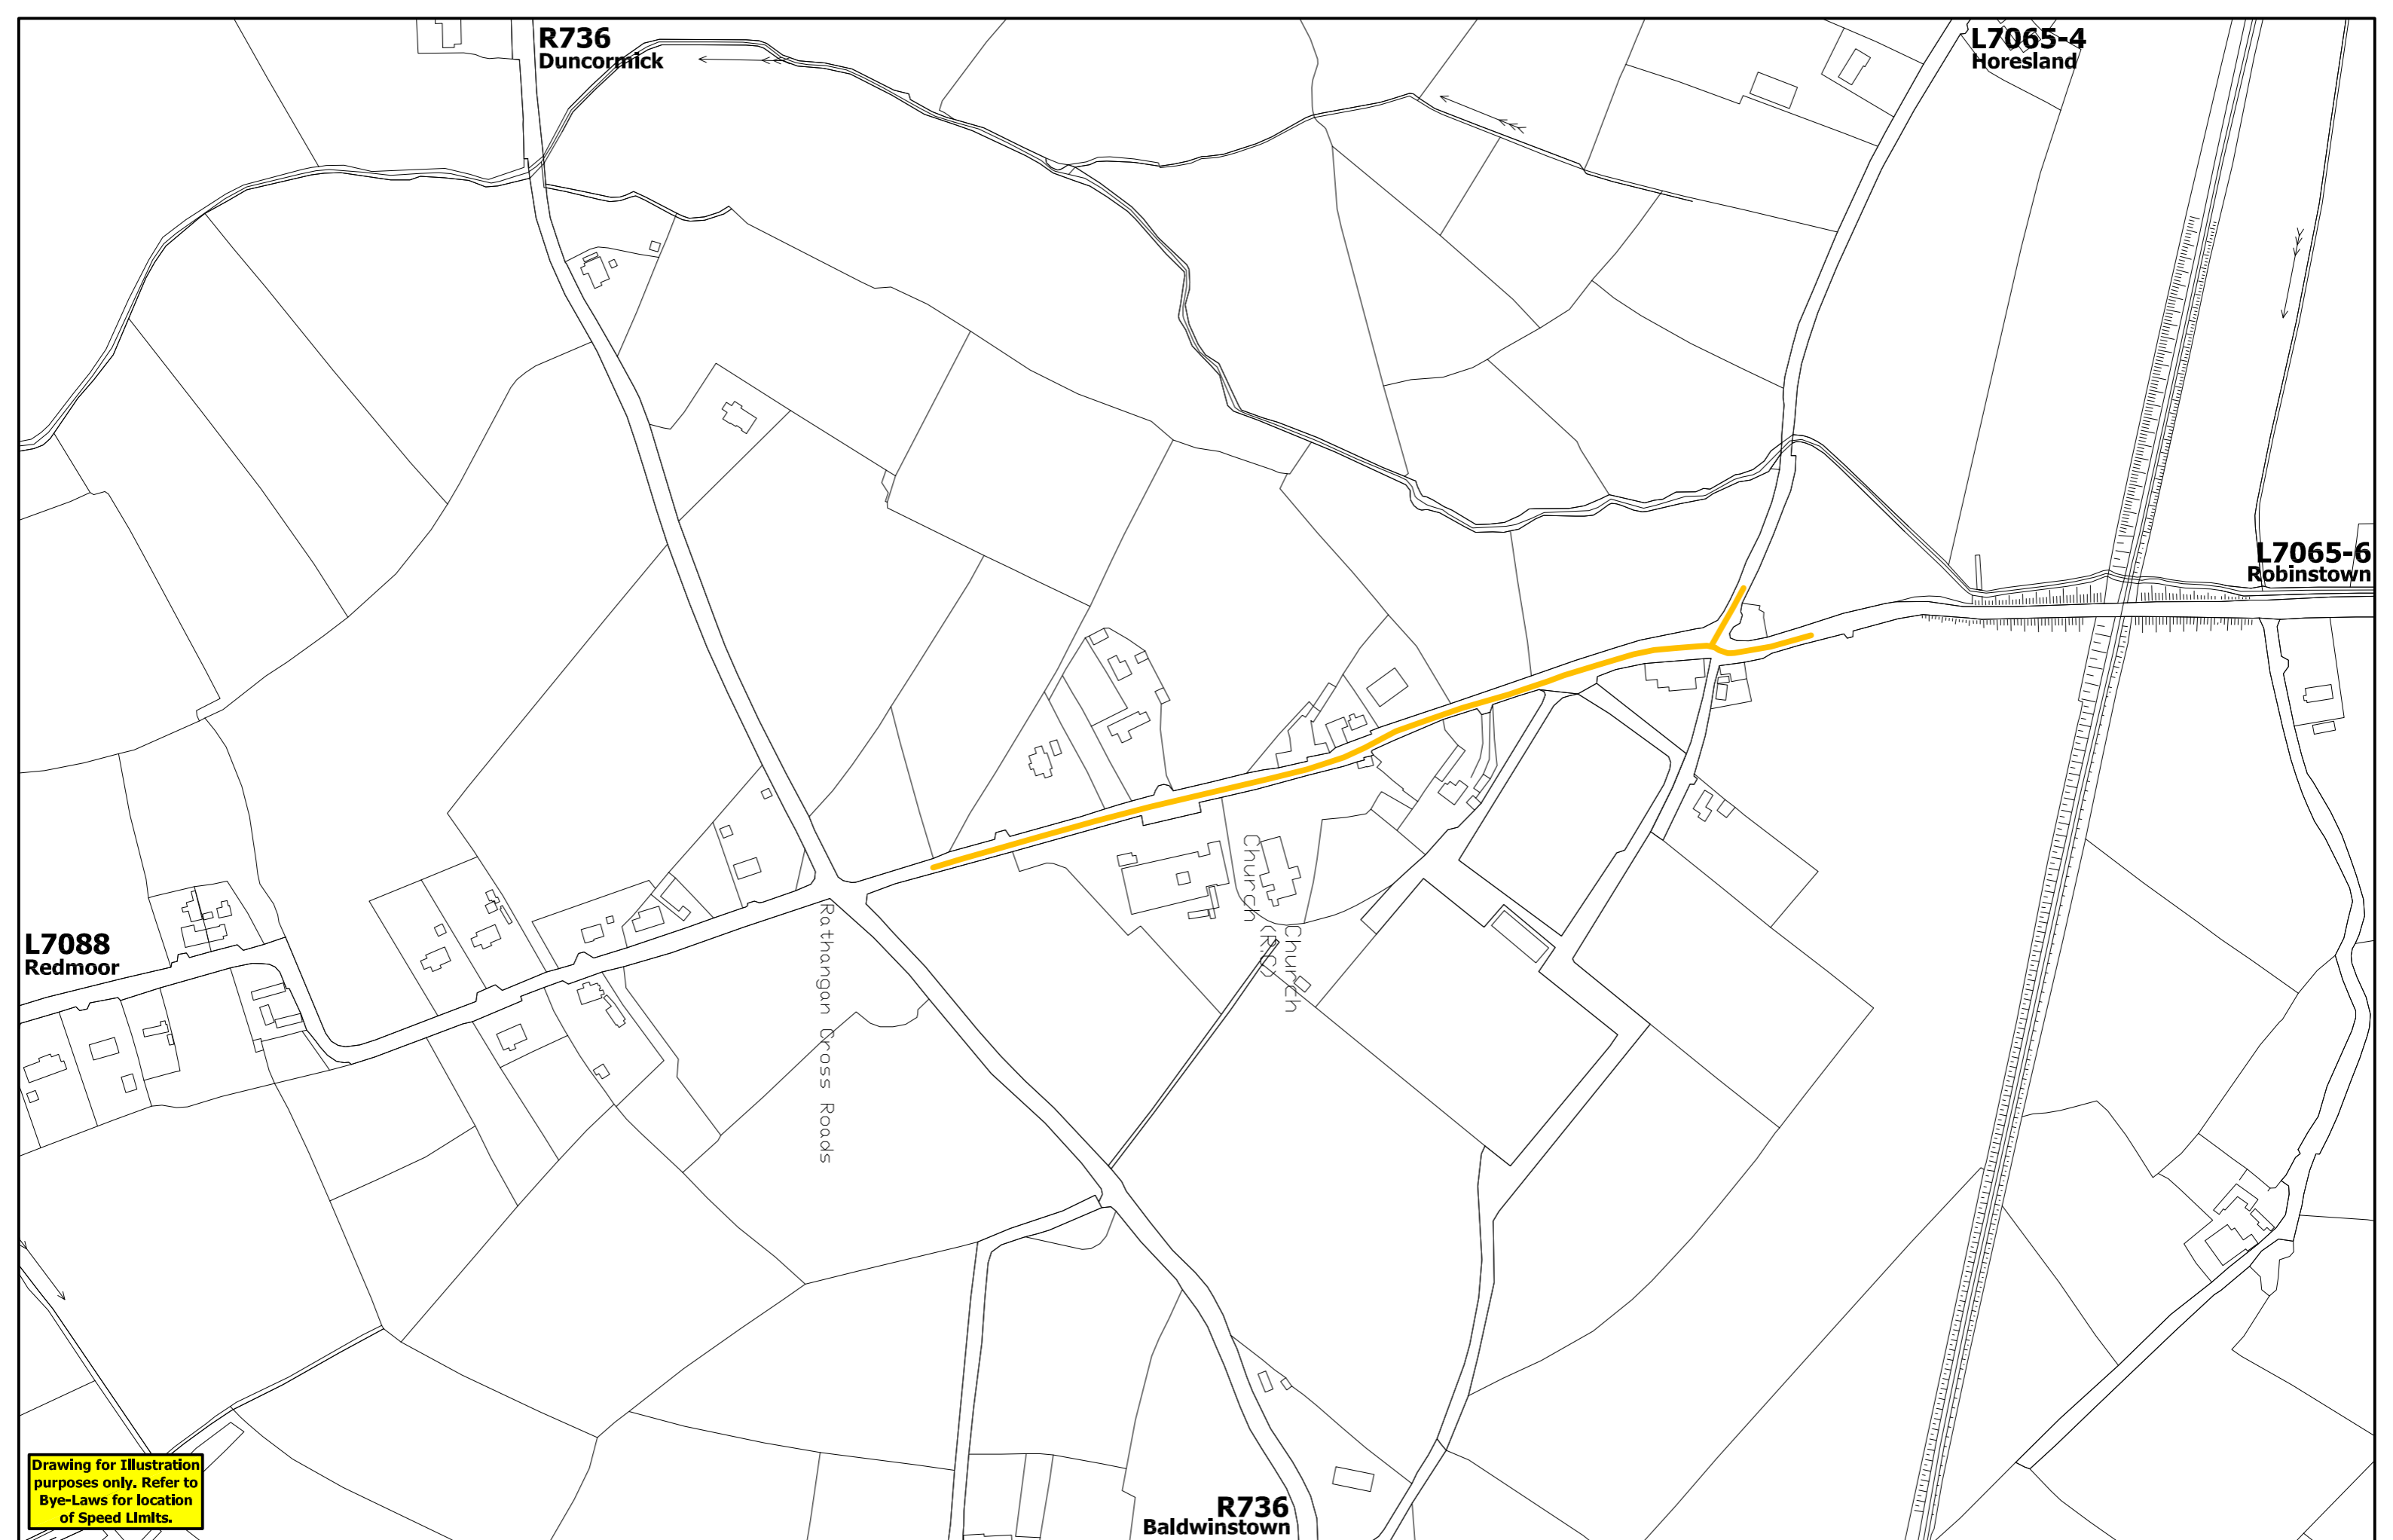 R736
Duncormick
L7065-4
Horesland
L7065-6
Robinstown
Church (R.C)
Church
Rathangan Cross Roads
L7088
Redmoor
Drawing for Illustration
purposes only. Refer to
Bye-Laws for location
of Speed Limits.
R736
Baldwinstown